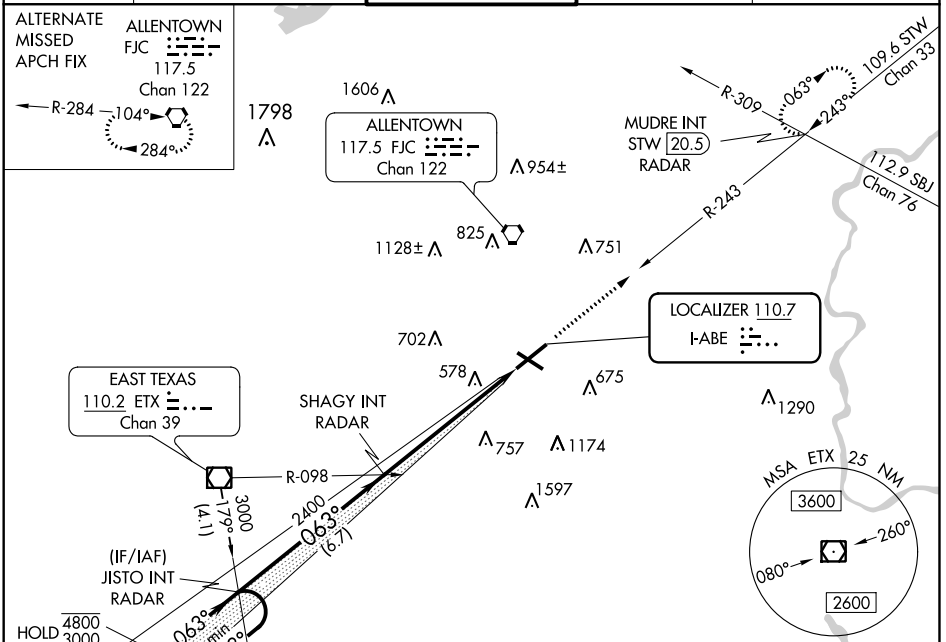 ALTERNATE
MISSED
APCH FIX
ALLENTOWN
FJC
117.5
Chan 122
R-284
104°
284°
1798
1606
ALLENTOWN
117.5 FJC
Chan 122
954±
825
1128±
751
MUDRE INT
STW 20.5
RADAR
R-309
063°
243°
109.6 STW
Chan 33
112.9 SBJ
Chan 76
R-243
LOCALIZER 110.7
I-ABE
702
578
675
1290
757
1174
1597
EAST TEXAS
110.2 ETX
Chan 39
SHAGY INT
RADAR
R-098
3000
179°
(4.1)
2400
063°
(6.7)
(IF/IAF)
JISTO INT
RADAR
HOLD 4800
3000
063°
min
MSA ETX 25 NM
3600
260°
080°
2600